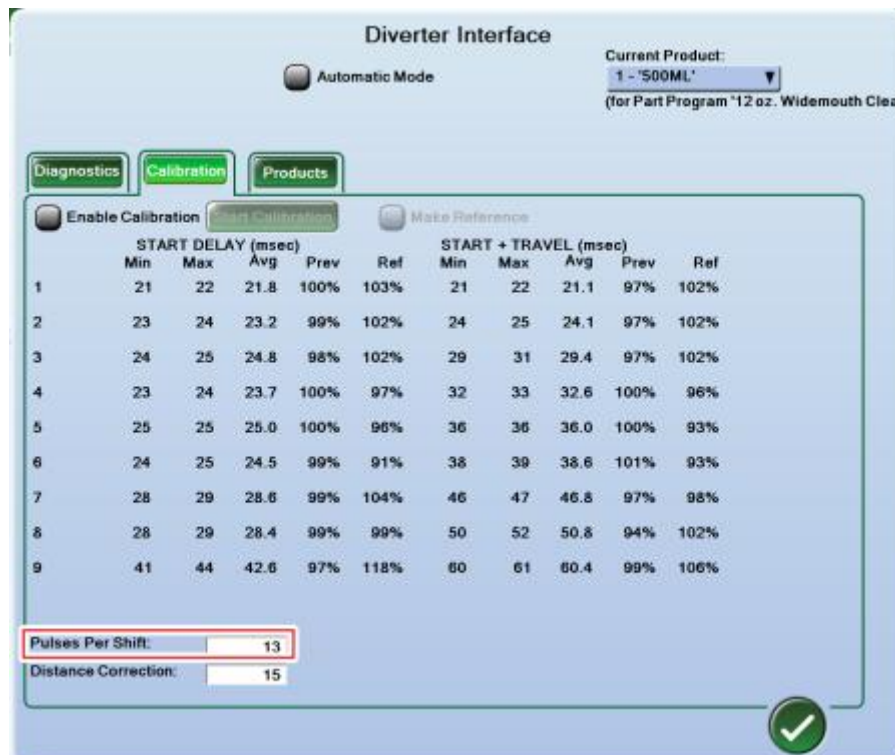 Diverter Interface
Automatic Mode
Current Product:
1 - '500ML'
(for Part Program '12 oz. Widemouth Clea
Diagnostics Calibration Products
Enable Calibration Start Calibration Make Reference
START DELAY (msec) START + TRAVEL (msec)
Min Max Avg Prev Ref Min Max Avg Prev Ref
1 21 22 21.8 100% 103% 21 22 21.1 97% 102%
2 23 24 23.2 99% 102% 24 25 24.1 97% 102%
3 24 25 24.8 98% 102% 29 31 29.4 97% 102%
4 23 24 23.7 100% 97% 32 33 32.6 100% 96%
5 25 25 25.0 100% 96% 36 36 36.0 100% 93%
6 24 25 24.5 99% 91% 38 39 38.6 101% 93%
7 28 29 28.6 99% 104% 46 47 46.8 97% 98%
8 28 29 28.4 99% 99% 50 52 50.8 94% 102%
9 41 44 42.6 97% 118% 60 61 60.4 99% 106%
Pulses Per Shift: 13
Distance Correction: 15